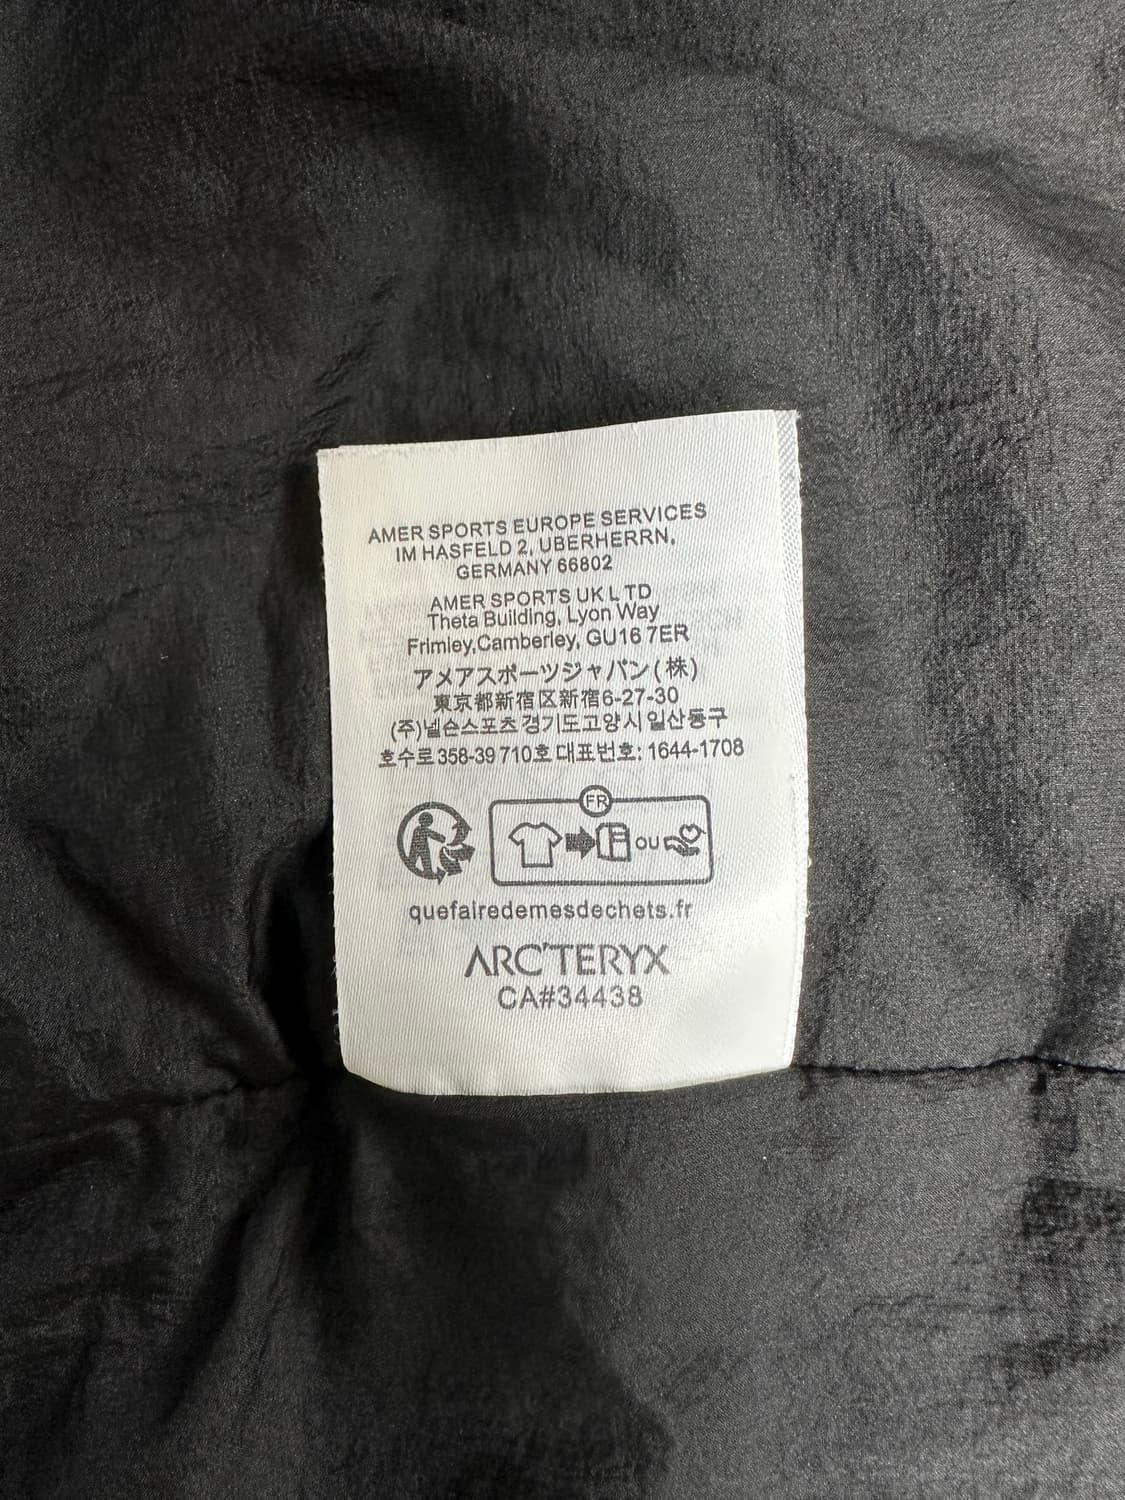 AMER SPORTS EUROPE SERVICES
IM HASFELD 2, UBERHERRN,
GERMANY 66802
AMER SPORTS UK L TD
Theta Building, Lyon Way
Frimley,Camberley, GU16 7ER
アメアスポーツジャパン(株)
東京都新宿区新宿6-27-30
(주)넬슨스포츠 경기도고양시 일산동구
호수로 358-39 710호 대표번호: 1644-1708
FR
OU
quefairedemesdechets.fr
ARC'TERYX
CA#34438